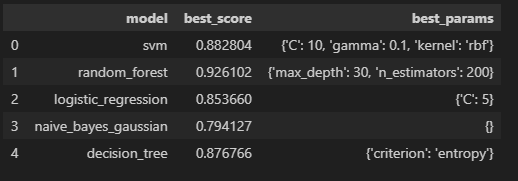 model best_score best_params
0 svm 0.882804 {'C': 10, 'gamma': 0.1, 'kernel': 'rbf'}
1 random_forest 0.926102 {'max_depth': 30, 'n_estimators': 200}
2 logistic_regression 0.853660 {'C': 5}
3 naive_bayes_gaussian 0.794127 {}
4 decision_tree 0.876766 {'criterion': 'entropy'}